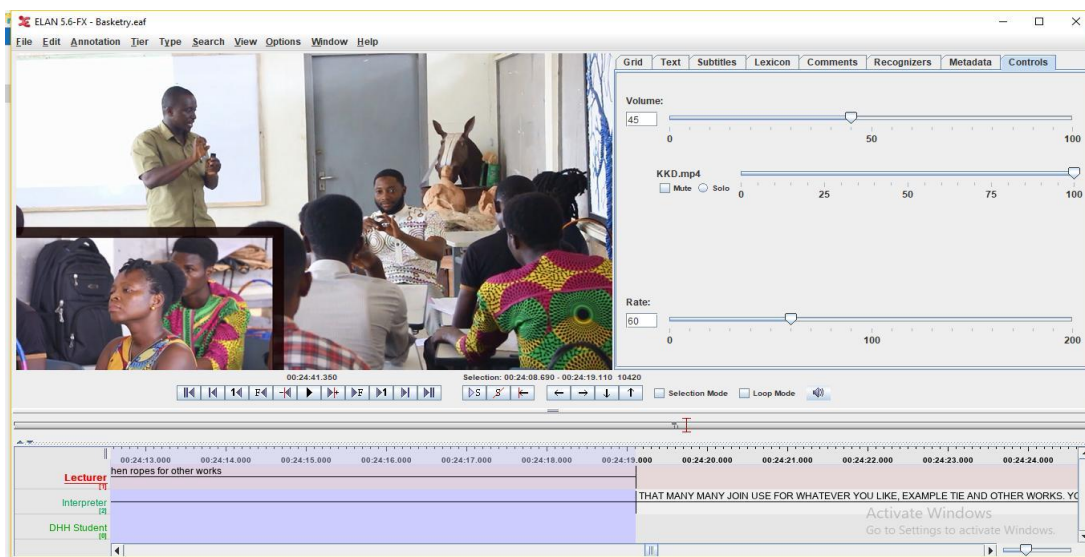 ELAN 5.6-FX - Basketry.eaf
File Edit Annotation Tier Type Search View Options Window Help
Grid Text Subtitles Lexicon Comments Recognizers Metadata Controls
Volume:
45
0 50 100
KKD.mp4
Mute Solo
0 25 50 75 100
Rate:
60
0 100 200
00:24:41.350
Selection: 00:24:08.690 - 00:24:19.110 10420
Selection Mode Loop Mode
00:24:13.000 00:24:14.000 00:24:15.000 00:24:16.000 00:24:17.000 00:24:18.000 00:24:19.000 00:24:20.000 00:24:21.000 00:24:22.000 00:24:23.000 00:24:24.000
Lecturer
[1]
hen ropes for other works
Interpreter
[2]
THAT MANY MANY JOIN USE FOR WHATEVER YOU LIKE, EXAMPLE TIE AND OTHER WORKS. YO
DHH Student
[0]
Activate Windows
Go to Settings to activate Windows.